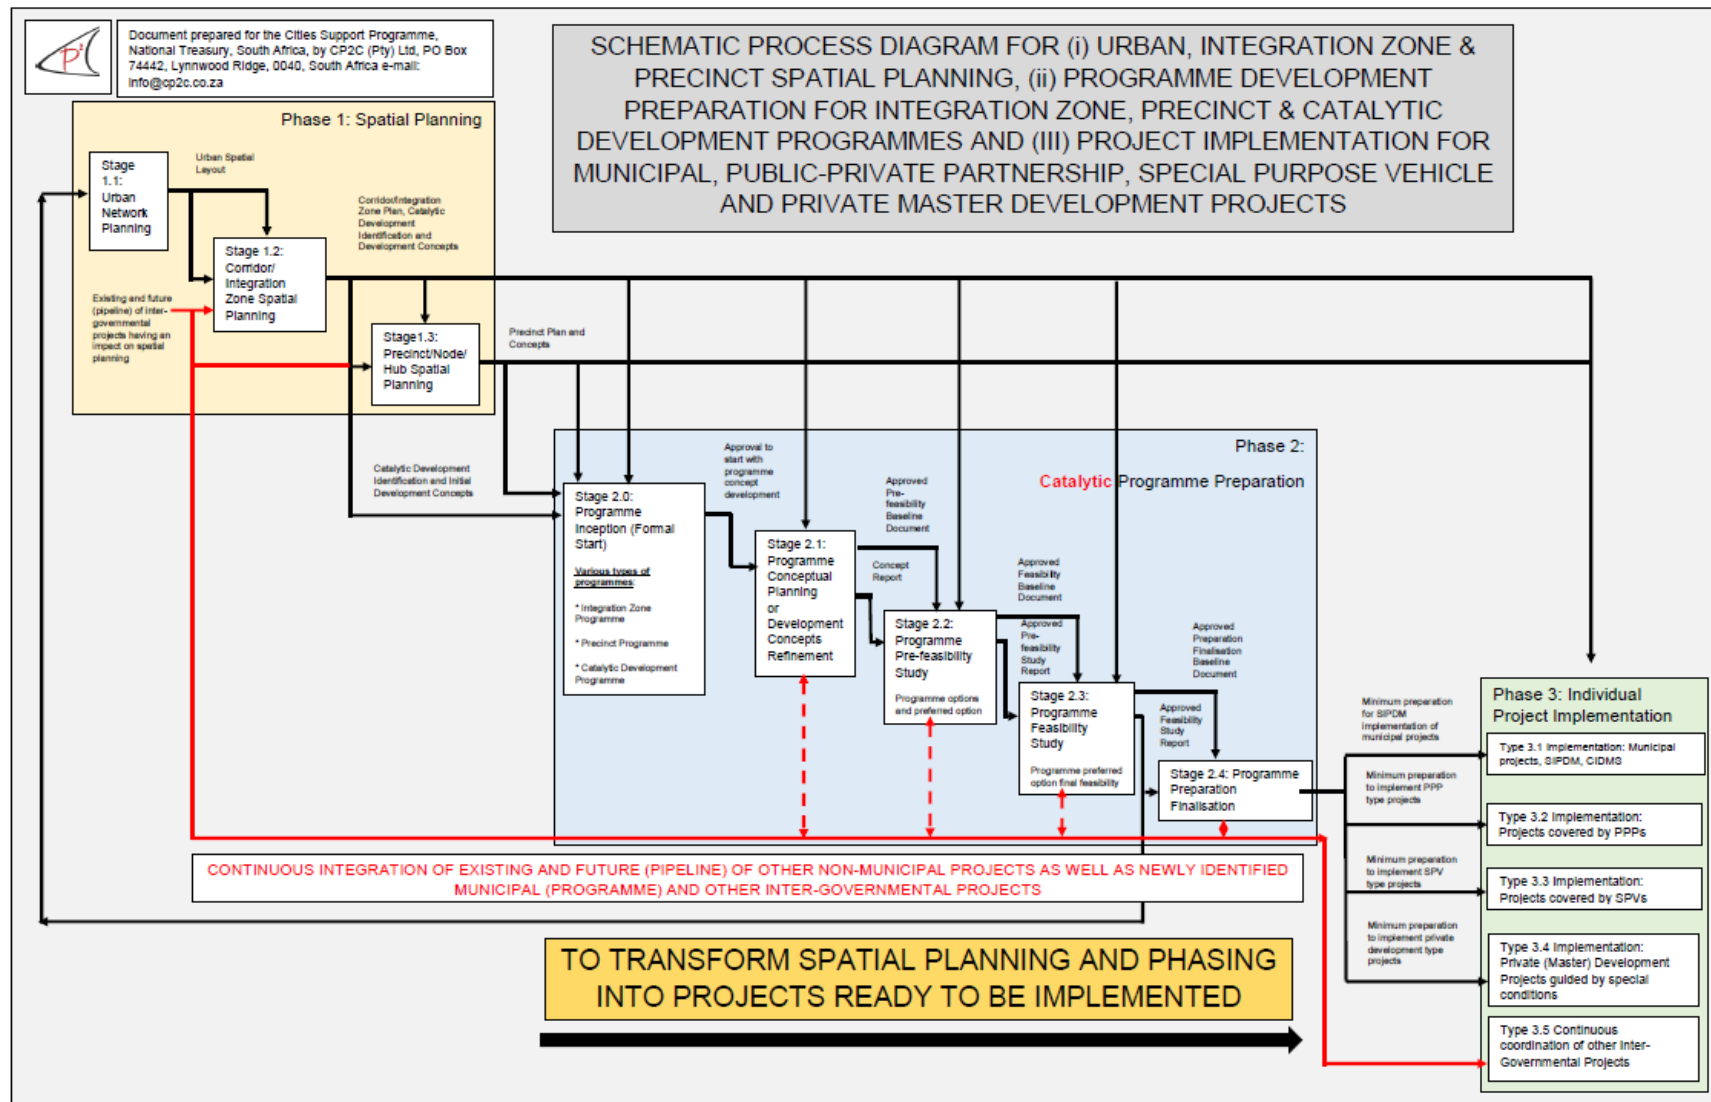 P²
Document prepared for the Cities Support Programme,
National Treasury, South Africa, by CP2C (Pty) Ltd, PO Box
74442, Lynnwood Ridge, 0040, South Africa e-mail:
info@cp2c.co.za
SCHEMATIC PROCESS DIAGRAM FOR (i) URBAN, INTEGRATION ZONE &
PRECINCT SPATIAL PLANNING, (ii) PROGRAMME DEVELOPMENT
PREPARATION FOR INTEGRATION ZONE, PRECINCT & CATALYTIC
DEVELOPMENT PROGRAMMES AND (III) PROJECT IMPLEMENTATION FOR
MUNICIPAL, PUBLIC-PRIVATE PARTNERSHIP, SPECIAL PURPOSE VEHICLE
AND PRIVATE MASTER DEVELOPMENT PROJECTS
Phase 1: Spatial Planning
Stage
1.1:
Urban
Network
Planning
Urban Spatial
Layout
Corridor/Integration
Zone Plan, Catalytic
Development
Identification and
Development Concepts
Stage 1.2:
Corridor/
Integration
Zone Spatial
Planning
Existing and future
(pipeline) of inter-
governmental
projects having an
impact on spatial
planning
Stage1.3:
Precinct/Node/
Hub Spatial
Planning
Precinct Plan and
Concepts
Catalytic Development
Identification and Initial
Development Concepts
Phase 2:
Catalytic Programme Preparation
Stage 2.0:
Programme
Inception (Formal
Start)
Various types of
programmes:
* Integration Zone
Programme
* Precinct Programme
* Catalytic Development
Programme
Approval to
start with
programme
concept
development
Stage 2.1:
Programme
Conceptual
Planning
or
Development
Concepts
Refinement
Approved
Pre-
feasibility
Baseline
Document
Concept
Report
Stage 2.2:
Programme
Pre-feasibility
Study
Programme options
and preferred option
Approved
Feasibility
Baseline
Document
Approved
Pre-
feasibility
Study
Report
Stage 2.3:
Programme
Feasibility
Study
Programme preferred
option final feasibility
Approved
Preparation
Finalisation
Baseline
Document
Approved
Feasibility
Study
Report
Stage 2.4: Programme
Preparation
Finalisation
Minimum preparation
for SIPDM
implementation of
municipal projects
Minimum preparation
to implement PPP
type projects
Minimum preparation
to implement SPV
type projects
Minimum preparation
to implement private
development type
projects
Phase 3: Individual
Project Implementation
Type 3.1 Implementation: Municipal
projects, SIPDM, CIDMS
Type 3.2 Implementation:
Projects covered by PPPs
Type 3.3 Implementation:
Projects covered by SPVs
Type 3.4 Implementation:
Private (Master) Development
Projects guided by special
conditions
Type 3.5 Continuous
coordination of other Inter-
Governmental Projects
CONTINUOUS INTEGRATION OF EXISTING AND FUTURE (PIPELINE) OF OTHER NON-MUNICIPAL PROJECTS AS WELL AS NEWLY IDENTIFIED
MUNICIPAL (PROGRAMME) AND OTHER INTER-GOVERNMENTAL PROJECTS
TO TRANSFORM SPATIAL PLANNING AND PHASING
INTO PROJECTS READY TO BE IMPLEMENTED